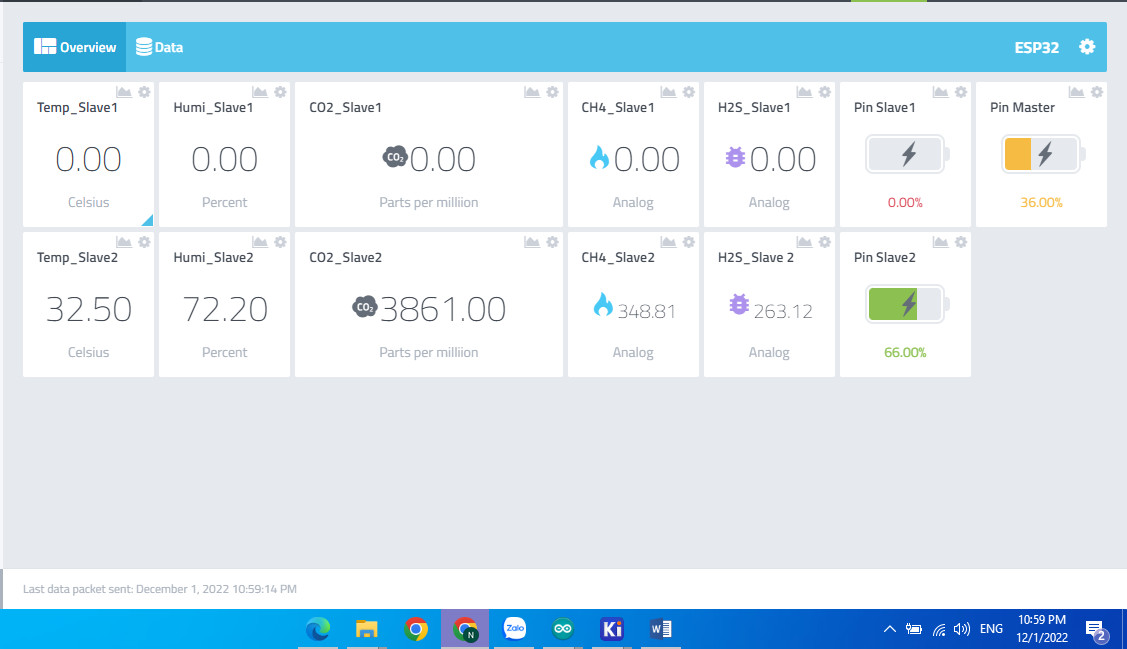 Overview Data ESP32
Temp_Slave1
0.00
Celsius
Humi_Slave1
0.00
Percent
CO2_Slave1
CO2 0.00
Parts per milliion
CH4_Slave1
0.00
Analog
H2S_Slave1
0.00
Analog
Pin Slave1
0.00%
Pin Master
36.00%
Temp_Slave2
32.50
Celsius
Humi_Slave2
72.20
Percent
CO2_Slave2
CO2 3861.00
Parts per milliion
CH4_Slave2
348.81
Analog
H2S_Slave 2
263.12
Analog
Pin Slave2
66.00%
Last data packet sent: December 1, 2022 10:59:14 PM
N Zalo Ki W ENG 10:59 PM
12/1/2022
2